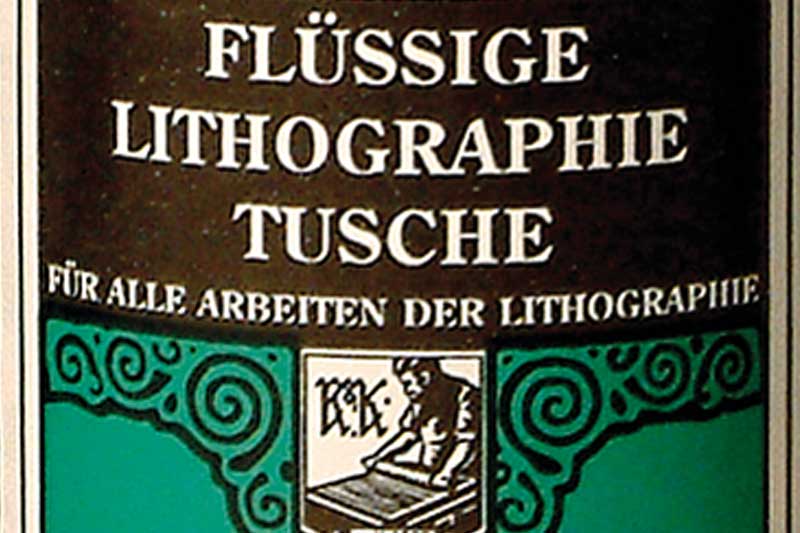 FLÜSSIGE
LITHOGRAPHIE
TUSCHE
FÜR ALLE ARBEITEN DER LITHOGRAPHIE
R&K.